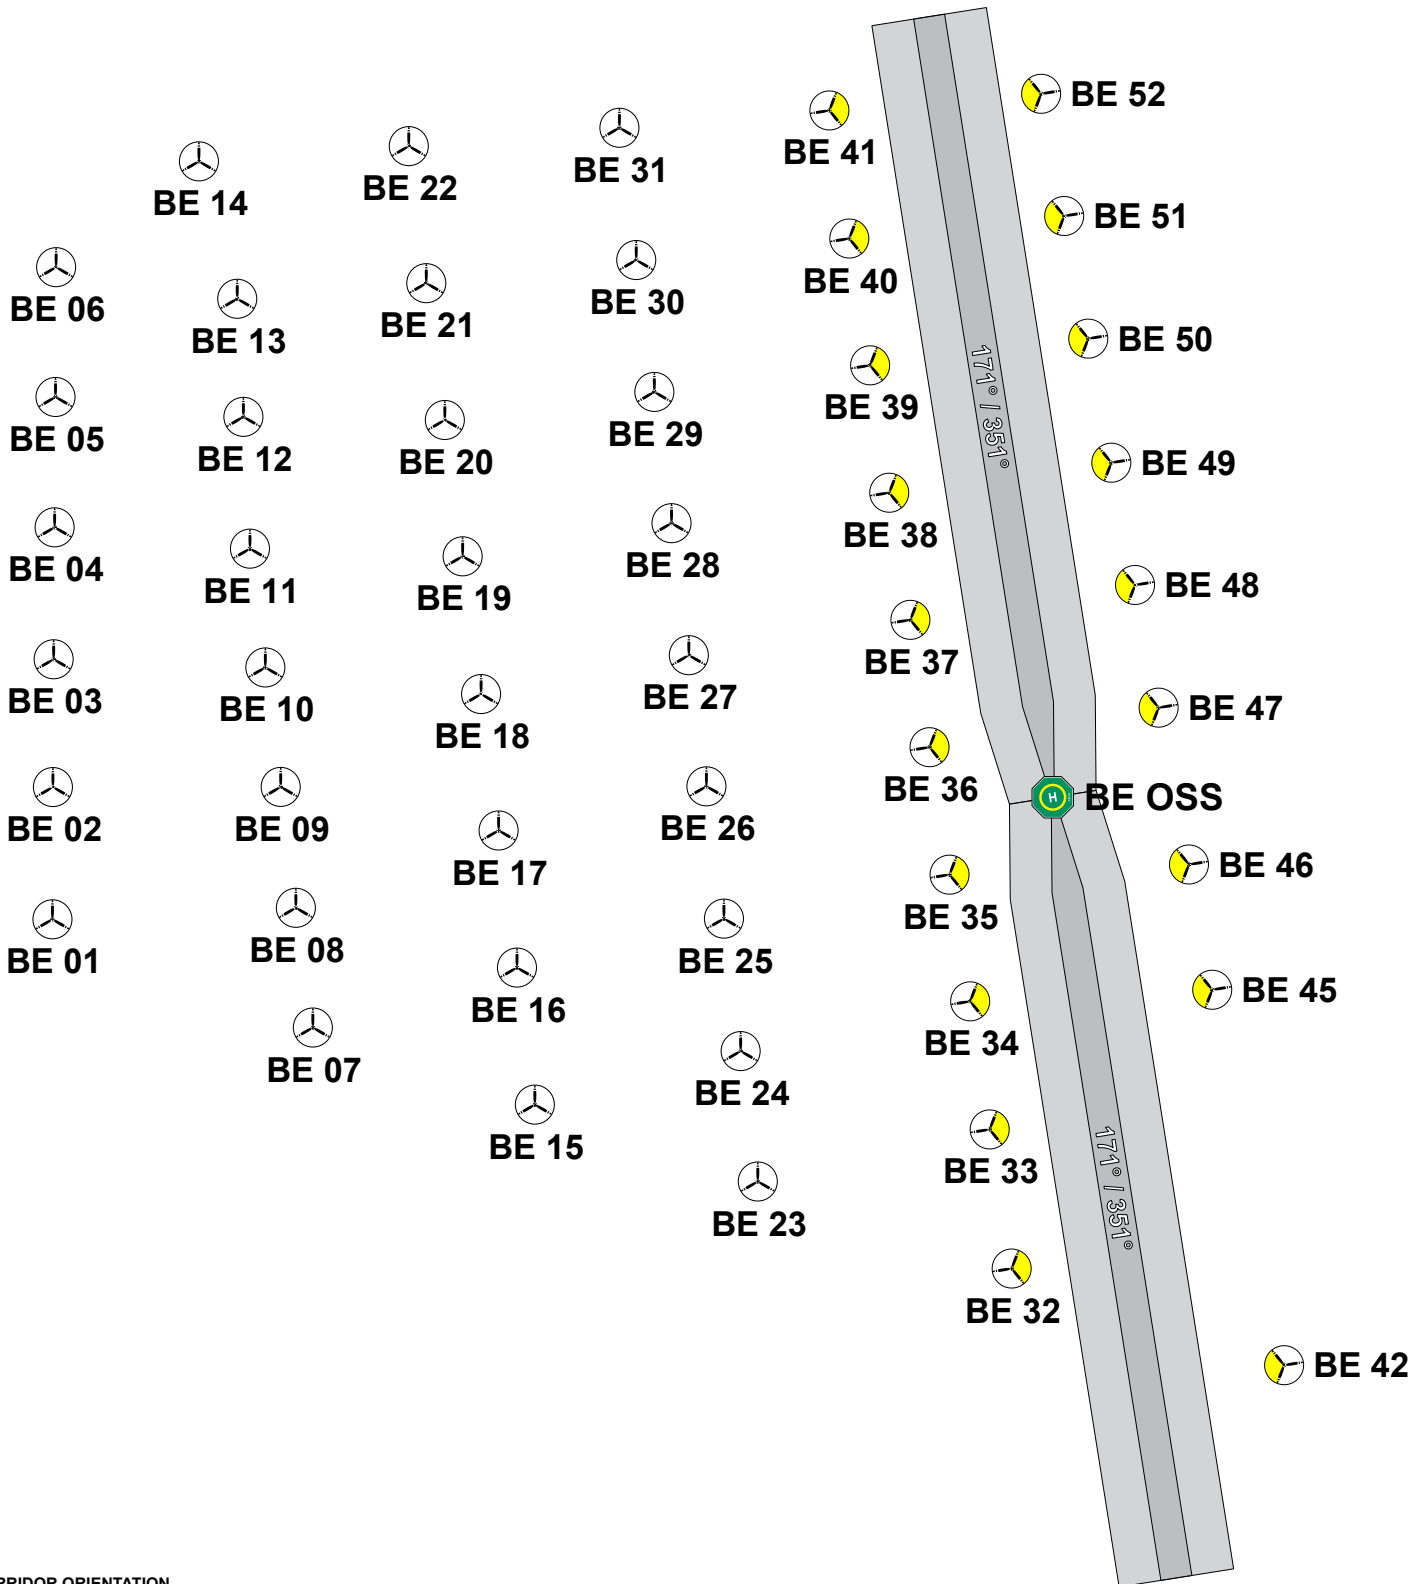 BE 52
BE 41
BE 31
BE 22
BE 14
BE 51
BE 40
BE 30
BE 21
BE 06
BE 13
BE 50
BE 39
BE 29
BE 20
BE 05
BE 12
171° / 351°
BE 49
BE 38
BE 28
BE 19
BE 04
BE 11
BE 48
BE 37
BE 27
BE 18
BE 03
BE 10
BE 47
BE 36
BE OSS
H
BE 26
BE 17
BE 02
BE 09
BE 46
BE 35
BE 25
BE 16
BE 01
BE 08
BE 45
BE 34
BE 24
BE 15
BE 07
BE 33
171° / 351°
BE 23
BE 32
BE 42
RRIDOR ORIENTATION